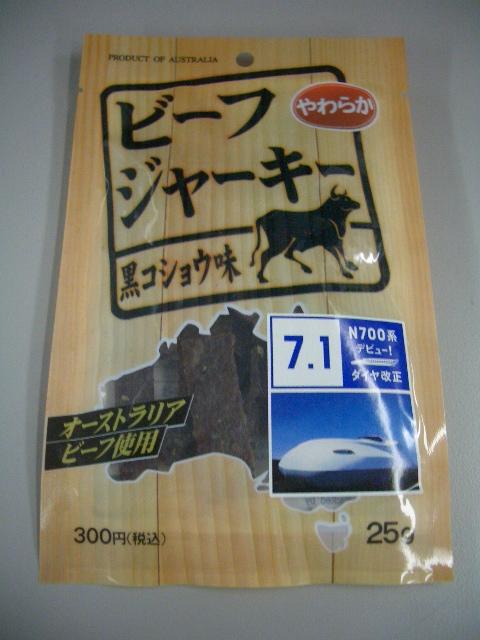 PRODUCT OF AUSTRALIA
やわらか
ビーフ
ジャーキー
黒コショウ味
7.1
N700系
デビュー!
ダイヤ改正
オーストラリア
ビーフ使用
300円(税込)
25g